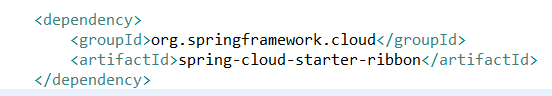 <dependency>
<groupId>org.springframework.cloud</groupId>
<artifactId>spring-cloud-starter-ribbon</artifactId>
</dependency>